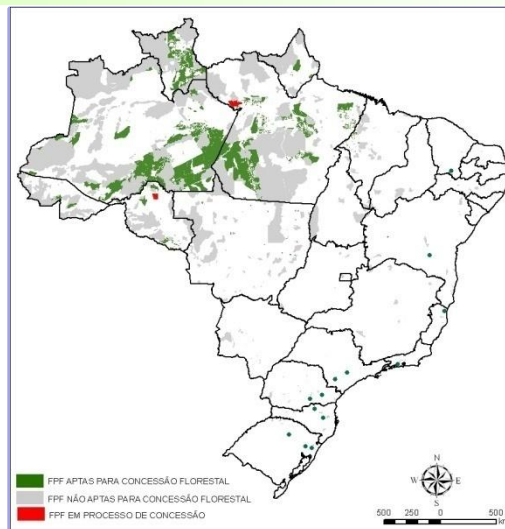 FPF APTAS PARA CONCESSÃO FLORESTAL
FPF NÃO APTAS PARA CONCESSÃO FLORESTAL
FPF EM PROCESSO DE CONCESSÃO
N
W E
S
500 250 0 500
km